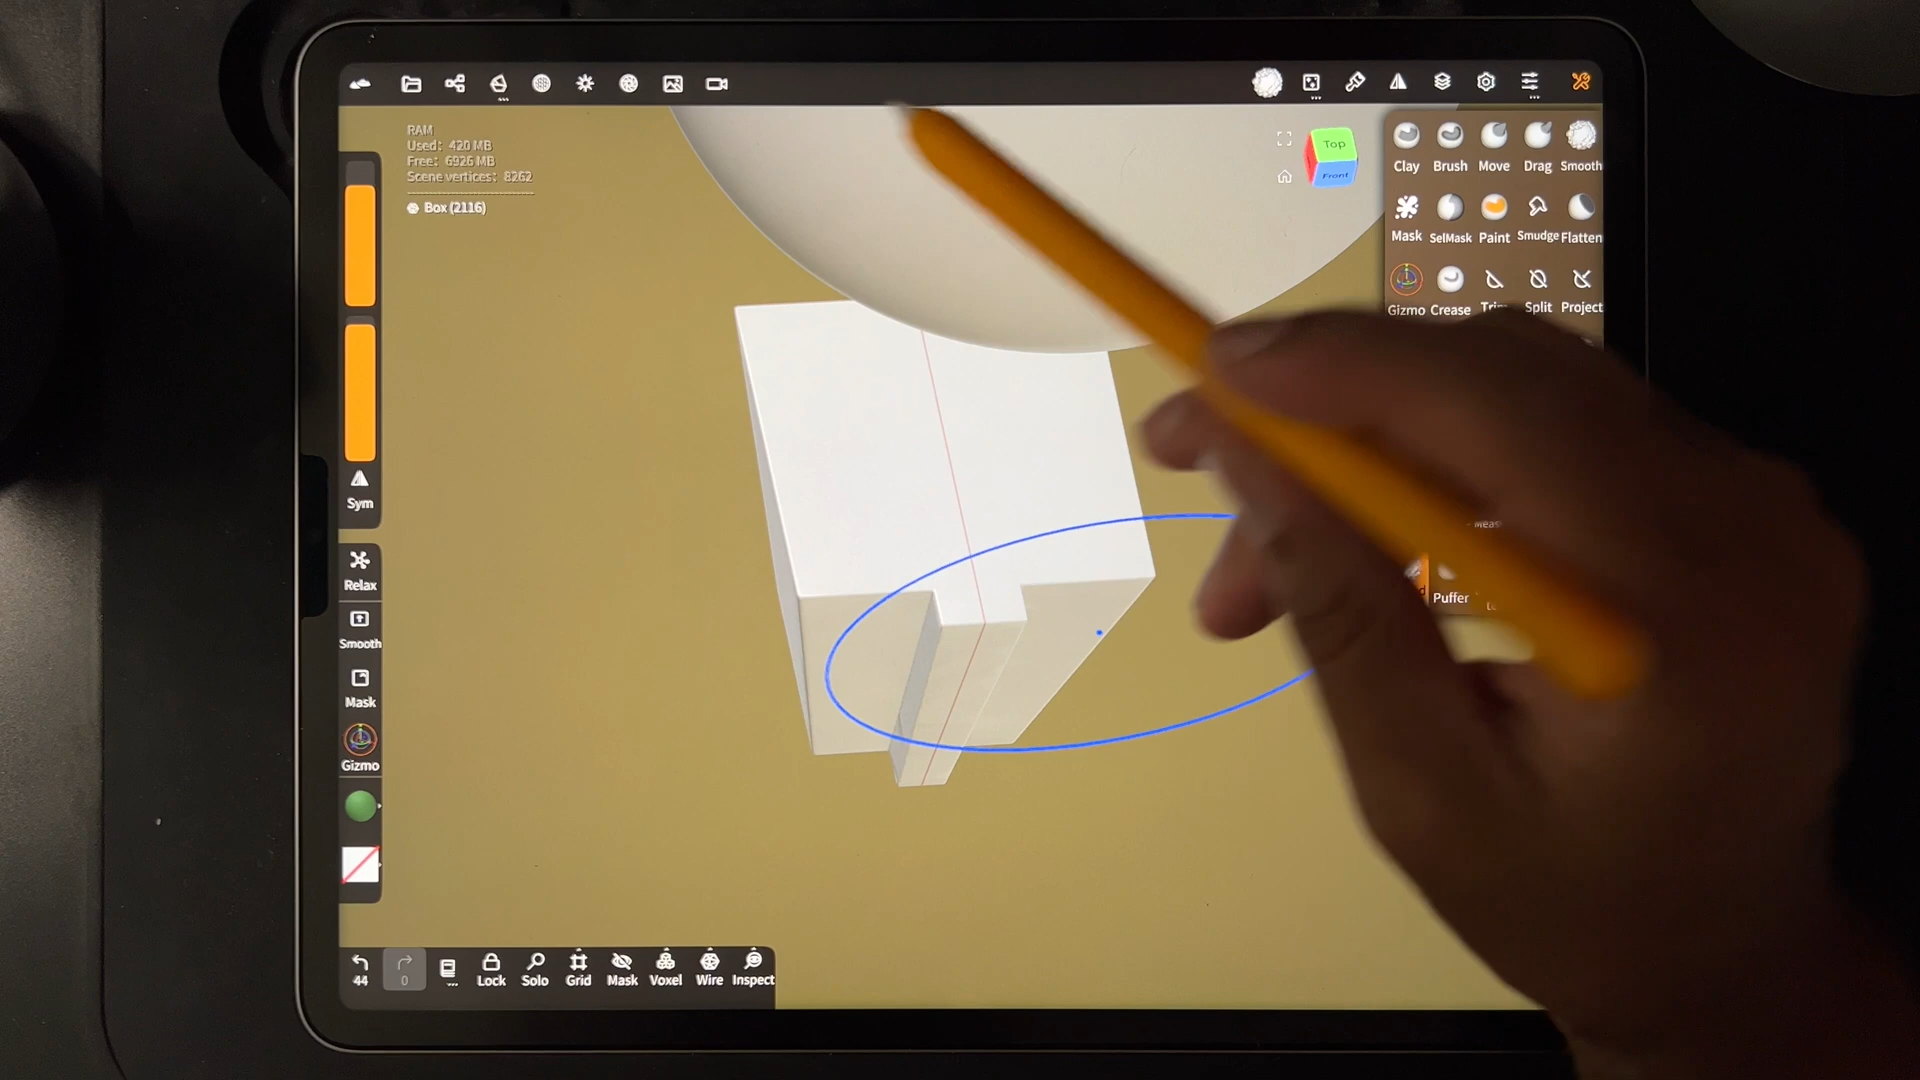 RAM
Used: 420 MB
Free: 6926 MB
Scene vertices: 8262
Box (2116)
Top
Front
Clay Brush Move Drag Smooth
Mask SelMask Paint Smudge Flatten
Gizmo Crease Trim Split Project
Puffer
Sym
Relax
Smooth
Mask
Gizmo
44 0 Lock Solo Grid Mask Voxel Wire Inspect